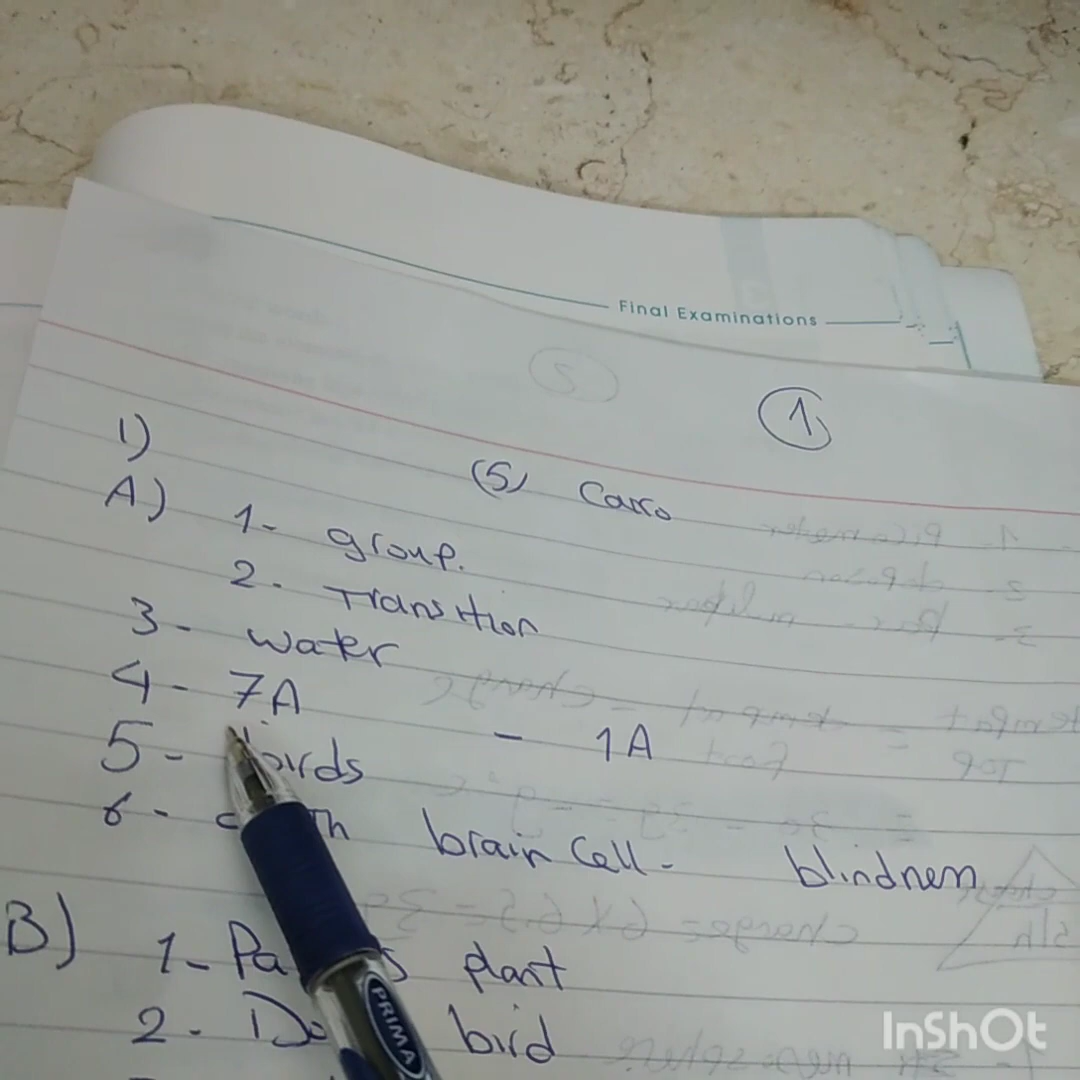 Final Examinations
1
1)
(5) Cairo
A) 1- group.
2- Transition
3- water
4- 7A - 1A
5- birds
6- brain cell- blindness
B) 1- plant
2- bird
PRIMA
InShOt